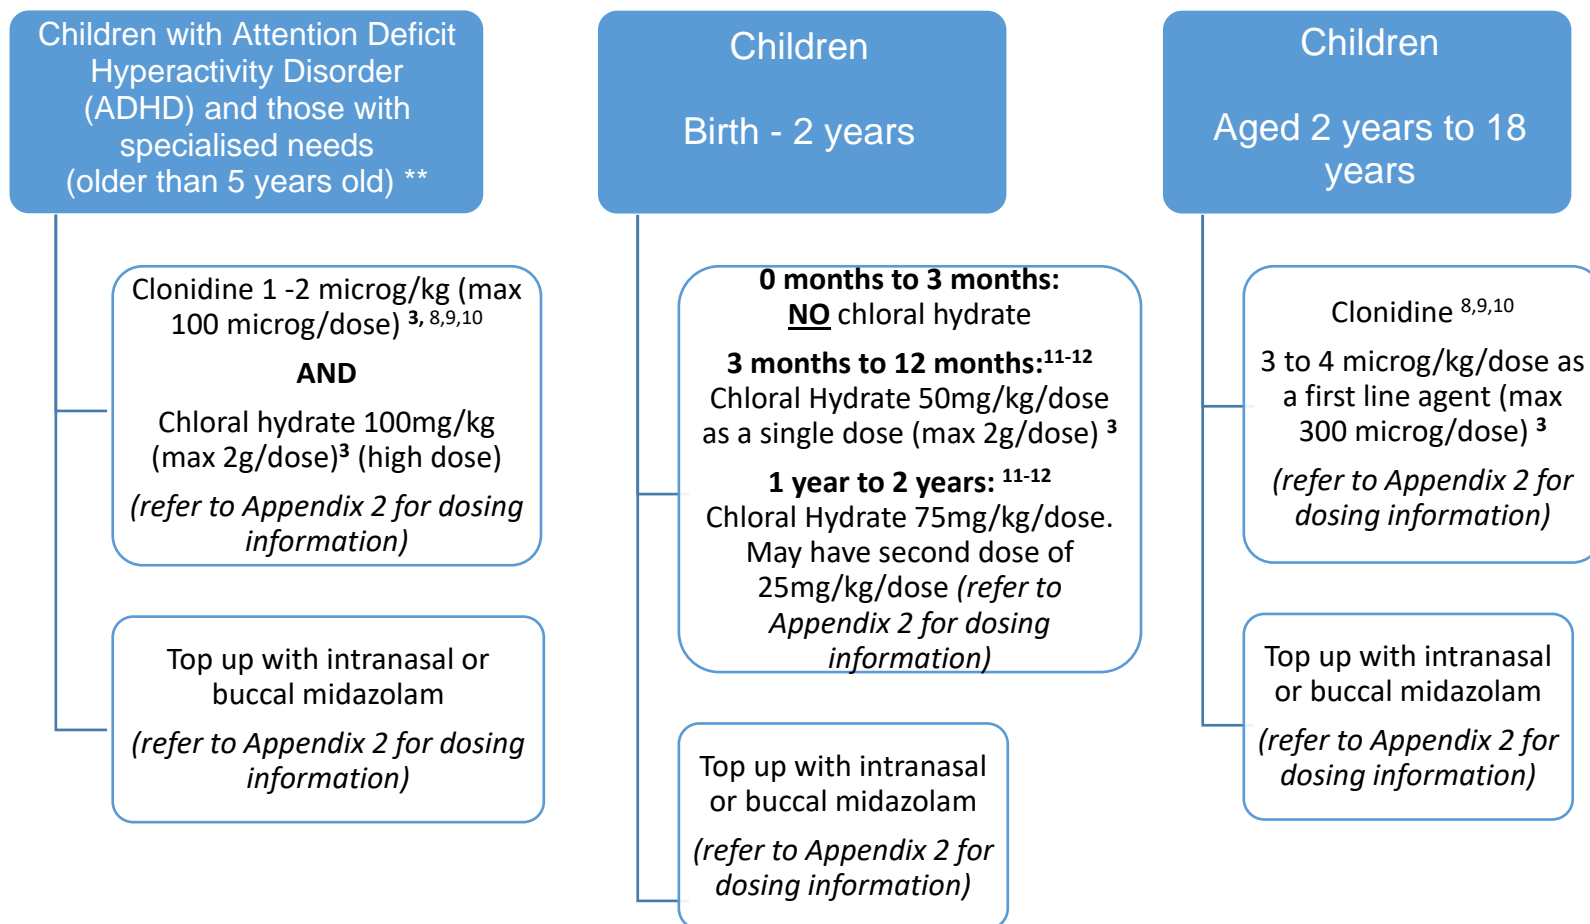 Children with Attention Deficit
Hyperactivity Disorder
(ADHD) and those with
specialised needs
(older than 5 years old) **
Clonidine 1 -2 microg/kg (max
100 microg/dose) 3, 8,9,10
AND
Chloral hydrate 100mg/kg
(max 2g/dose)3 (high dose)
(refer to Appendix 2 for dosing
information)
Top up with intranasal or
buccal midazolam
(refer to Appendix 2 for dosing
information)
Children
Birth - 2 years
0 months to 3 months:
NO chloral hydrate
3 months to 12 months:11-12
Chloral Hydrate 50mg/kg/dose
as a single dose (max 2g/dose) 3
1 year to 2 years: 11-12
Chloral Hydrate 75mg/kg/dose.
May have second dose of
25mg/kg/dose (refer to
Appendix 2 for dosing
information)
Top up with intranasal
or buccal midazolam
(refer to Appendix 2 for
dosing information)
Children
Aged 2 years to 18
years
Clonidine 8,9,10
3 to 4 microg/kg/dose as
a first line agent (max
300 microg/dose) 3
(refer to Appendix 2 for
dosing information)
Top up with intranasal
or buccal midazolam
(refer to Appendix 2 for
dosing information)